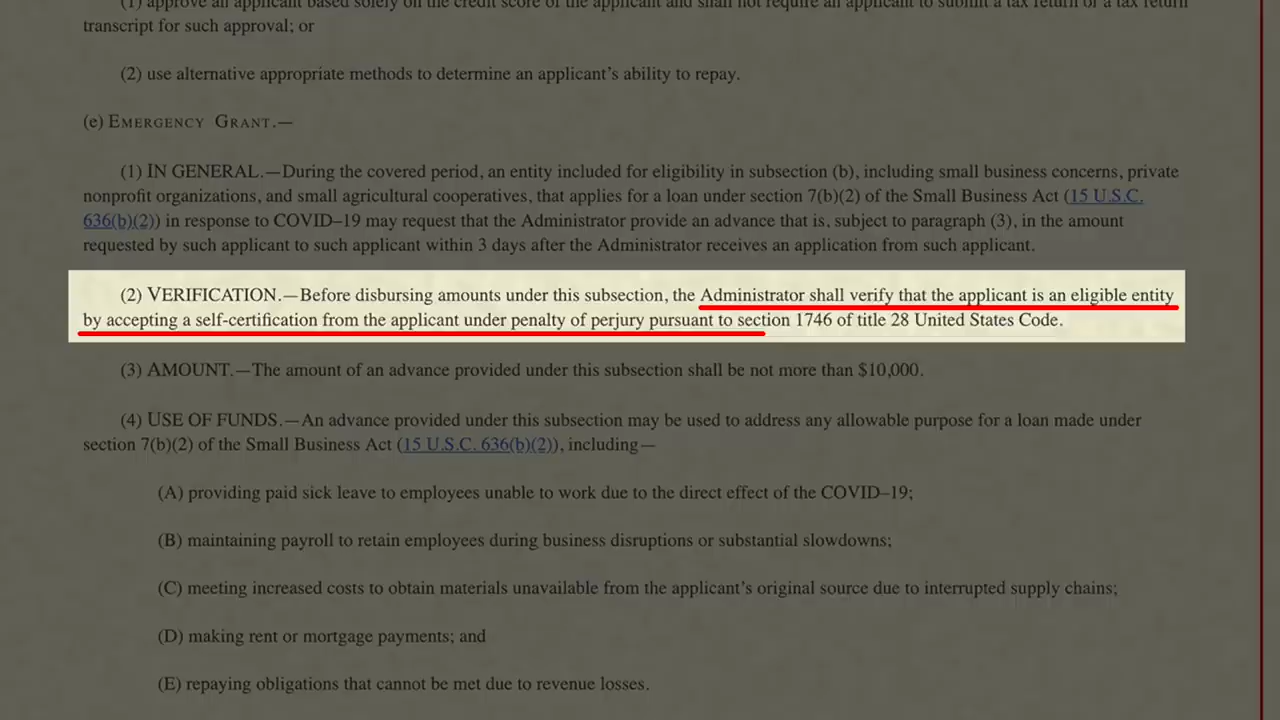 (1) approve an applicant based solely on the credit score of the applicant and shall not require an applicant to submit a tax return or a tax return
transcript for such approval; or
(2) use alternative appropriate methods to determine an applicant’s ability to repay.
(e) EMERGENCY GRANT.—
(1) IN GENERAL.—During the covered period, an entity included for eligibility in subsection (b), including small business concerns, private
nonprofit organizations, and small agricultural cooperatives, that applies for a loan under section 7(b)(2) of the Small Business Act (15 U.S.C.
636(b)(2)) in response to COVID–19 may request that the Administrator provide an advance that is, subject to paragraph (3), in the amount
requested by such applicant to such applicant within 3 days after the Administrator receives an application from such applicant.
(2) VERIFICATION.—Before disbursing amounts under this subsection, the Administrator shall verify that the applicant is an eligible entity
by accepting a self-certification from the applicant under penalty of perjury pursuant to section 1746 of title 28 United States Code.
(3) AMOUNT.—The amount of an advance provided under this subsection shall be not more than $10,000.
(4) USE OF FUNDS.—An advance provided under this subsection may be used to address any allowable purpose for a loan made under
section 7(b)(2) of the Small Business Act (15 U.S.C. 636(b)(2)), including—
(A) providing paid sick leave to employees unable to work due to the direct effect of the COVID–19;
(B) maintaining payroll to retain employees during business disruptions or substantial slowdowns;
(C) meeting increased costs to obtain materials unavailable from the applicant’s original source due to interrupted supply chains;
(D) making rent or mortgage payments; and
(E) repaying obligations that cannot be met due to revenue losses.